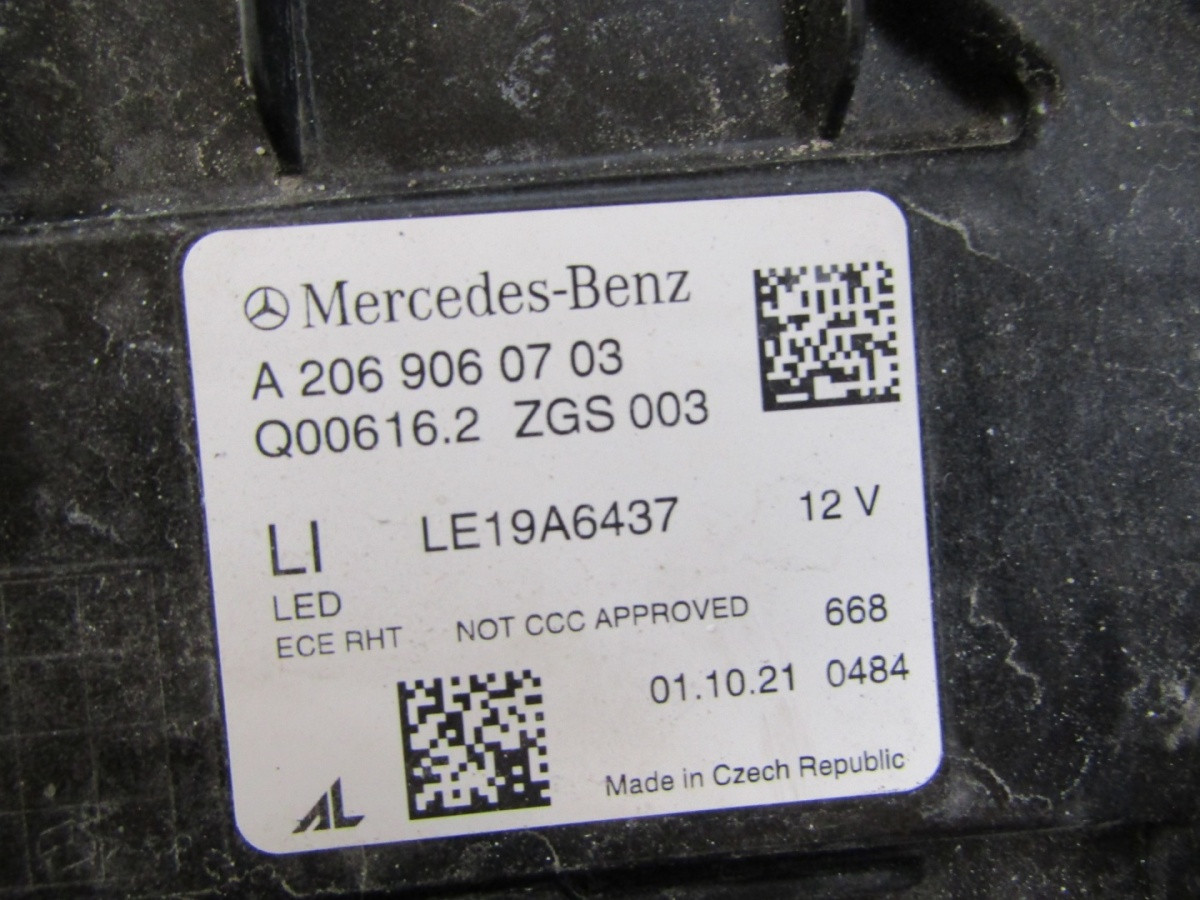 Mercedes-Benz
A 206 906 07 03
Q00616.2 ZGS 003
LI LE19A6437 12 V
LED
ECE RHT NOT CCC APPROVED 668
01.10.21 0484
AL Made in Czech Republic